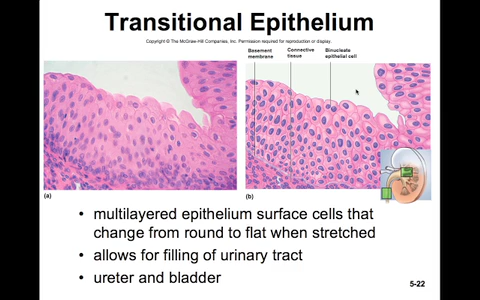 Transitional Epithelium
Copyright © The McGraw-Hill Companies, Inc. Permission required for reproduction or display.
Basement
membrane
Connective
tissue
Binucleate
epithelial cell
(a)
(b)
• multilayered epithelium surface cells that
change from round to flat when stretched
• allows for filling of urinary tract
• ureter and bladder
5-22